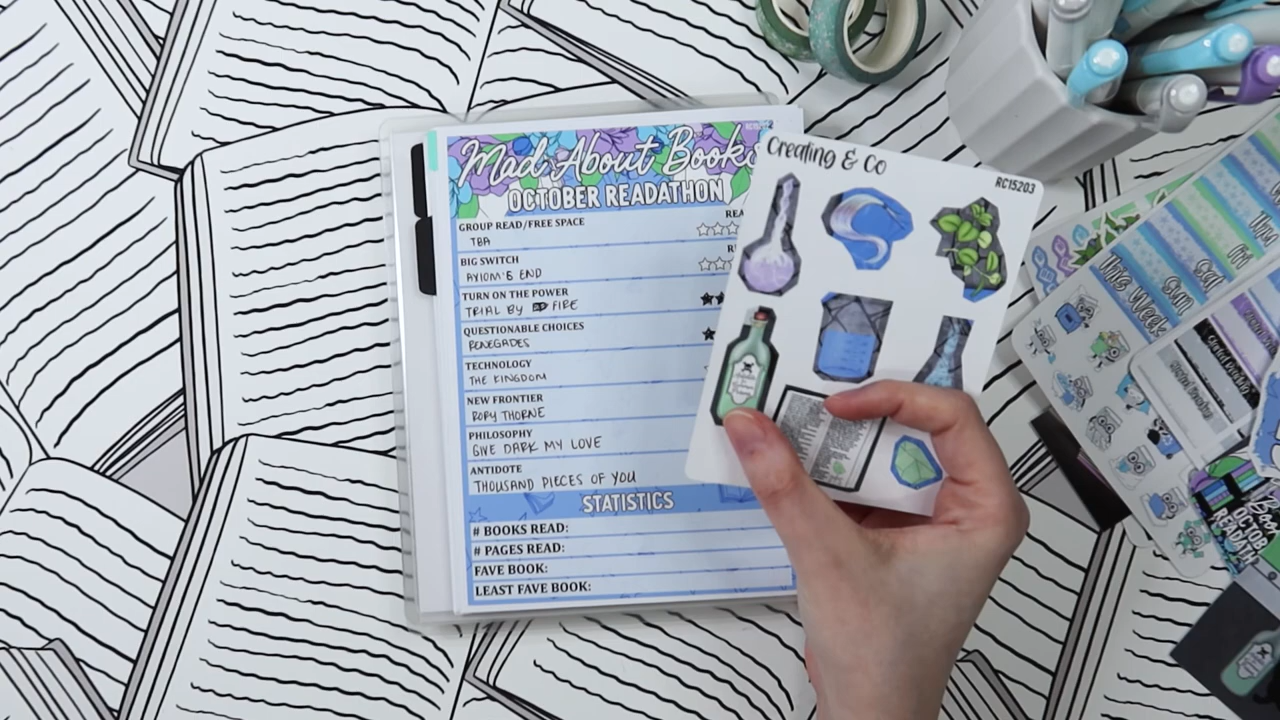 Mad About Books
OCTOBER READATHON
GROUP READ/FREE SPACE
TBA
BIG SWITCH
AXIOM'S END
TURN ON THE POWER
TRIAL BY FIRE
QUESTIONABLE CHOICES
RENEGADES
TECHNOLOGY
THE KINGDOM
NEW FRONTIER
RORY THORNE
PHILOSOPHY
GIVE DARK MY LOVE
ANTIDOTE
THOUSAND PIECES OF YOU
STATISTICS
# BOOKS READ:
# PAGES READ:
FAVE BOOK:
LEAST FAVE BOOK:
Creating & Co
RC15203
This Week
Sun
Sat
Fri